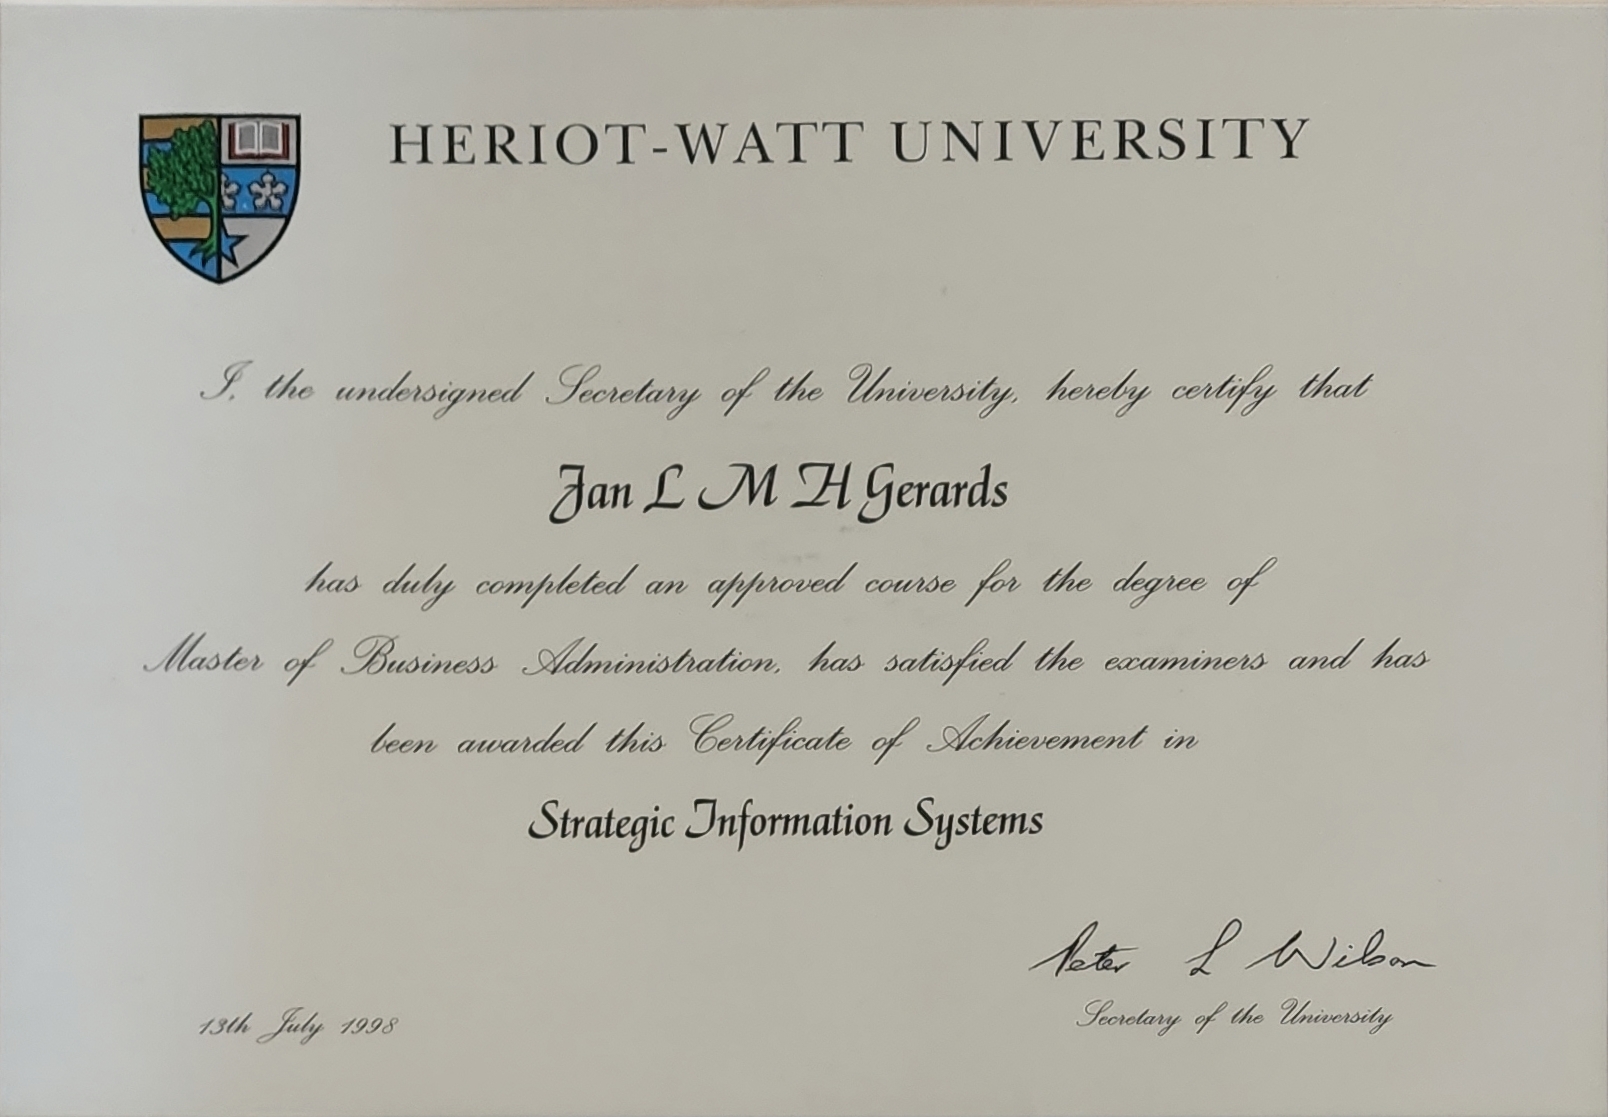 HERIOT-WATT UNIVERSITY
I, the undersigned Secretary of the University, hereby certify that
Jan L M H Gerards
has duly completed an approved course for the degree of
Master of Business Administration, has satisfied the examiners and has
been awarded this Certificate of Achievement in
Strategic Information Systems
Peter L Wilson
Secretary of the University
13th July 1998